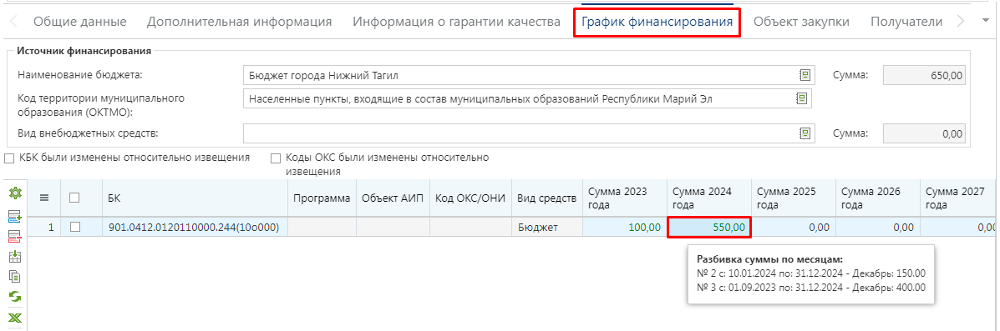 Общие данные Дополнительная информация Информация о гарантии качества График финансирования Объект закупки Получатели
Источник финансирования
Наименование бюджета: Бюджет города Нижний Тагил Сумма: 650,00
Код территории муниципального
образования (ОКТМО):
Населенные пункты, входящие в состав муниципальных образований Республики Марий Эл
Вид внебюджетных средств: Сумма: 0,00
КБК были изменены относительно извещения
Коды ОКС были изменены относительно
извещения
БК Программа Объект АИП Код ОКС/ОНИ Вид средств
Сумма 2023
года
Сумма 2024
года
Сумма 2025
года
Сумма 2026
года
Сумма 2027
года
1 901.0412.0120110000.244(10о000) Бюджет 100,00 550,00 0,00 0,00 0,00
Разбивка суммы по месяцам:
№ 2 с: 10.01.2024 по: 31.12.2024 - Декабрь: 150.00
№ 3 с: 01.09.2023 по: 31.12.2024 - Декабрь: 400.00